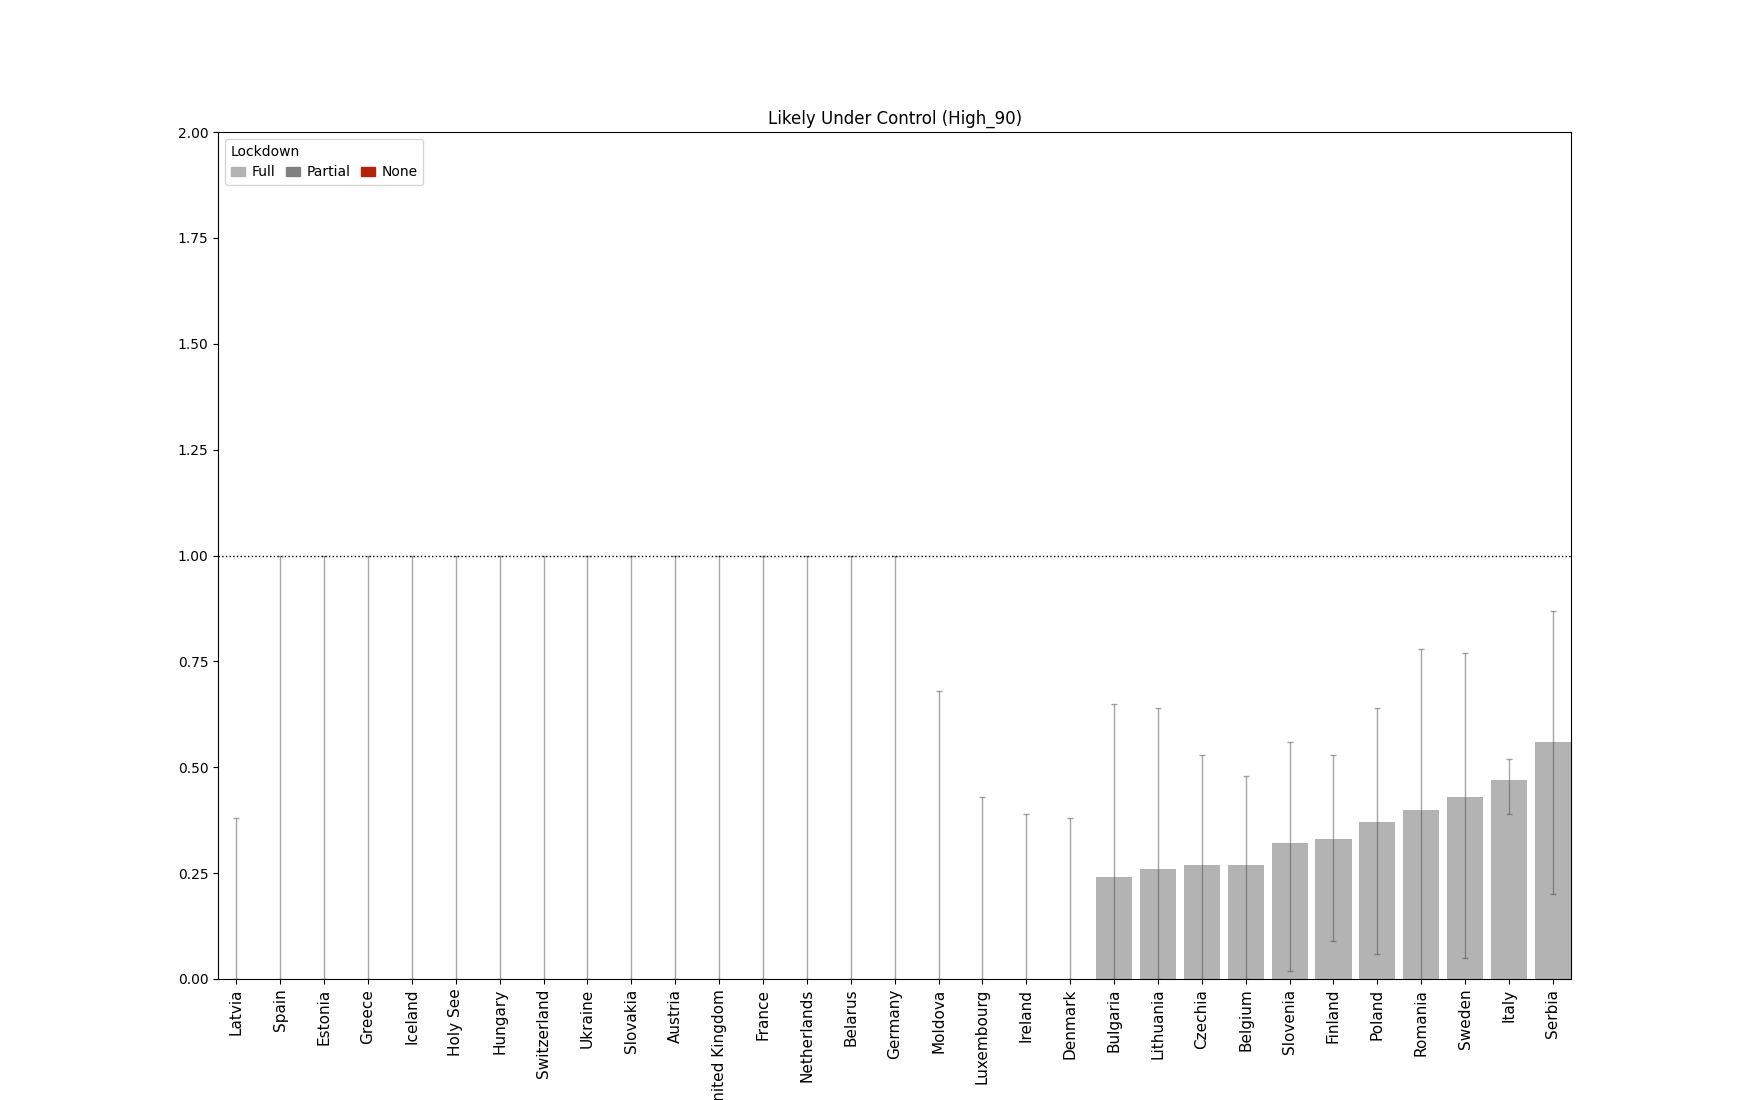 Likely Under Control (High_90)
2.00
Lockdown
Full Partial None
1.75
1.50
1.25
1.00
0.75
0.50
0.25
0.00
Latvia
Spain
Estonia
Greece
Iceland
Holy See
Hungary
Switzerland
Ukraine
Slovakia
Austria
nited Kingdom
France
Netherlands
Belarus
Germany
Moldova
Luxembourg
Ireland
Denmark
Bulgaria
Lithuania
Czechia
Belgium
Slovenia
Finland
Poland
Romania
Sweden
Italy
Serbia